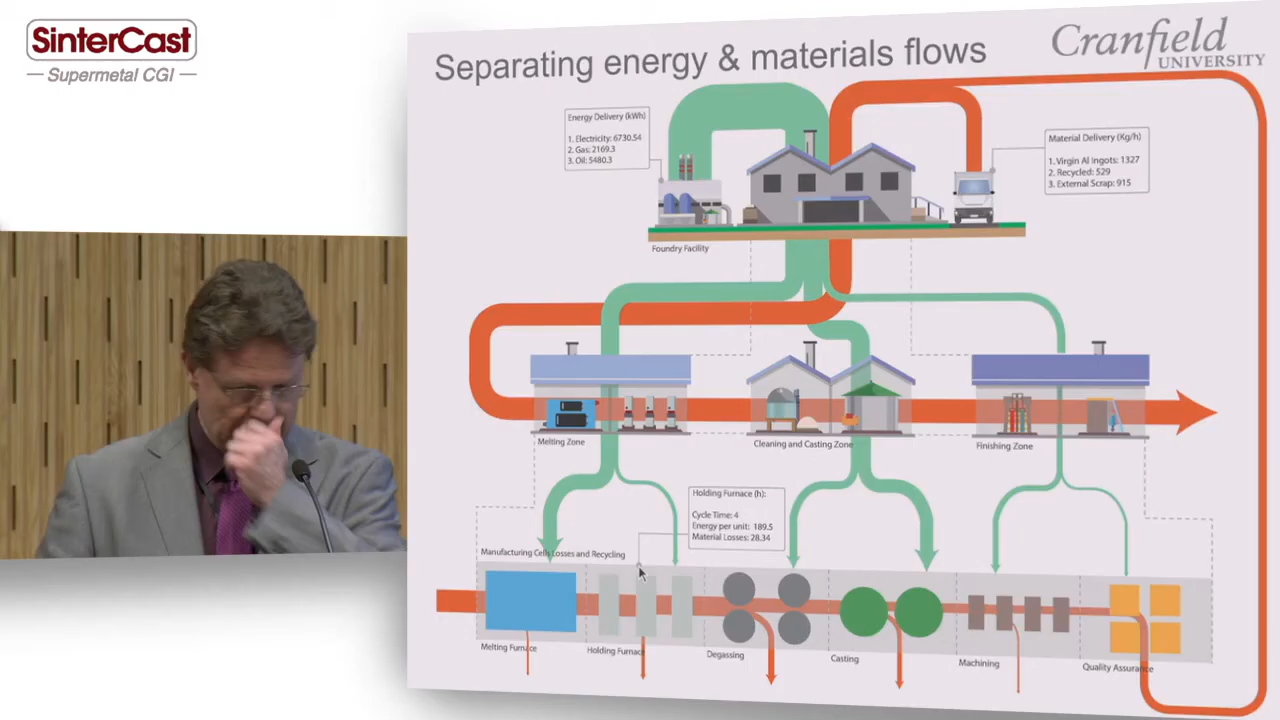 SinterCast
Supermetal CGI
Separating energy & materials flows
Cranfield
UNIVERSITY
Energy Delivery (kWh)
1. Electricity: 6730.54
2. Gas: 2169.3
3. Oil: 5480.3
Material Delivery (Kg/h)
1. Virgin Al Ingots: 1327
2. Recycled: 529
3. External Scrap: 915
Foundry Facility
Melting Zone
Cleaning and Casting Zone
Finishing Zone
Holding Furnace (h):
Cycle Time: 4
Energy per unit: 189.5
Material Losses: 28.34
Manufacturing Cells Losses and Recycling
Melting Furnace
Holding Furnace
Degassing
Casting
Machining
Quality Assurance